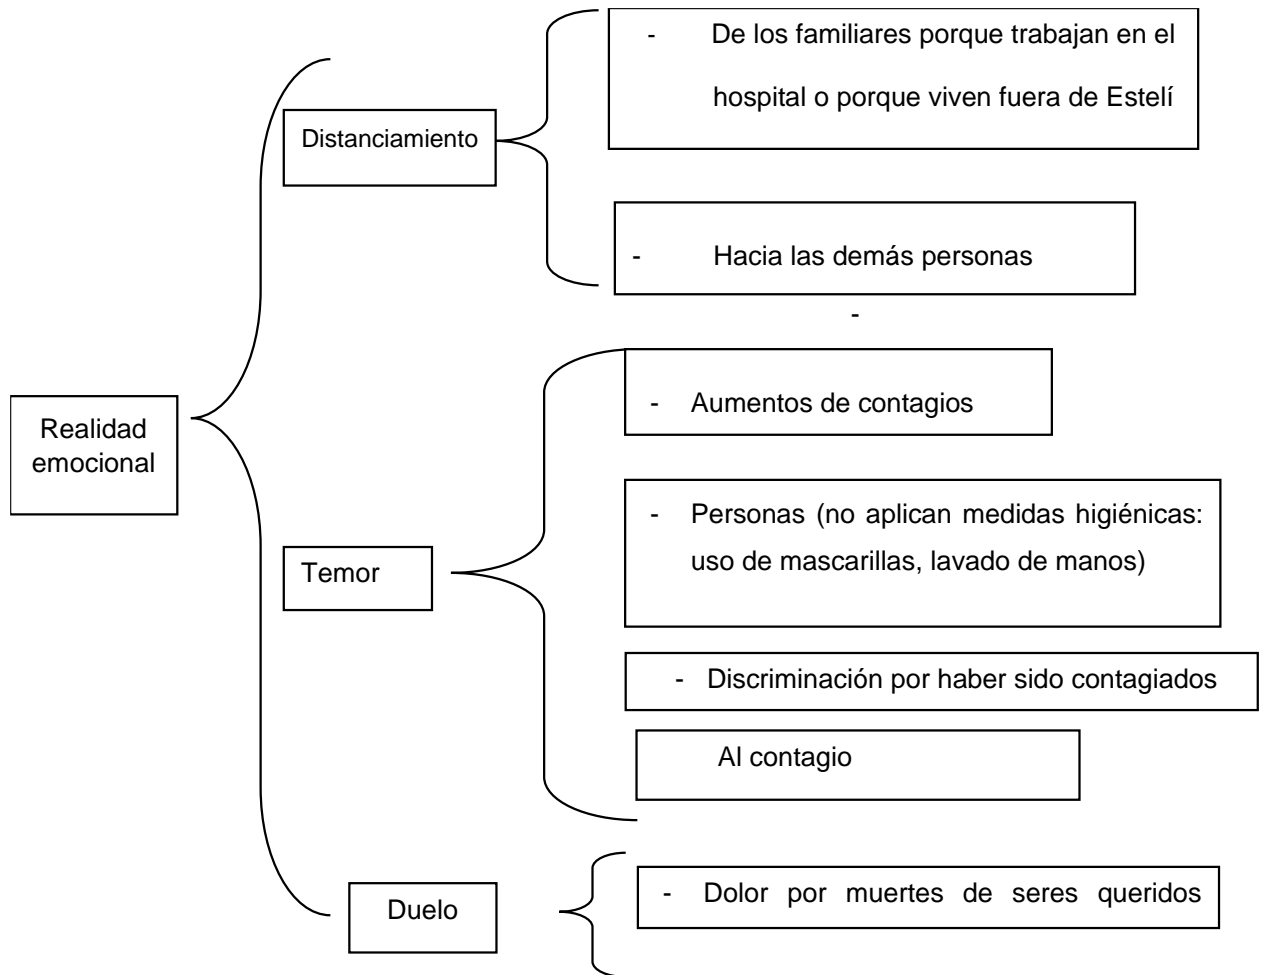 - De los familiares porque trabajan en el
hospital o porque viven fuera de Estelí
Distanciamiento
- Hacia las demás personas
-
Realidad
emocional
- Aumentos de contagios
- Personas (no aplican medidas higiénicas:
uso de mascarillas, lavado de manos)
Temor
- Discriminación por haber sido contagiados
Al contagio
Duelo
- Dolor por muertes de seres queridos